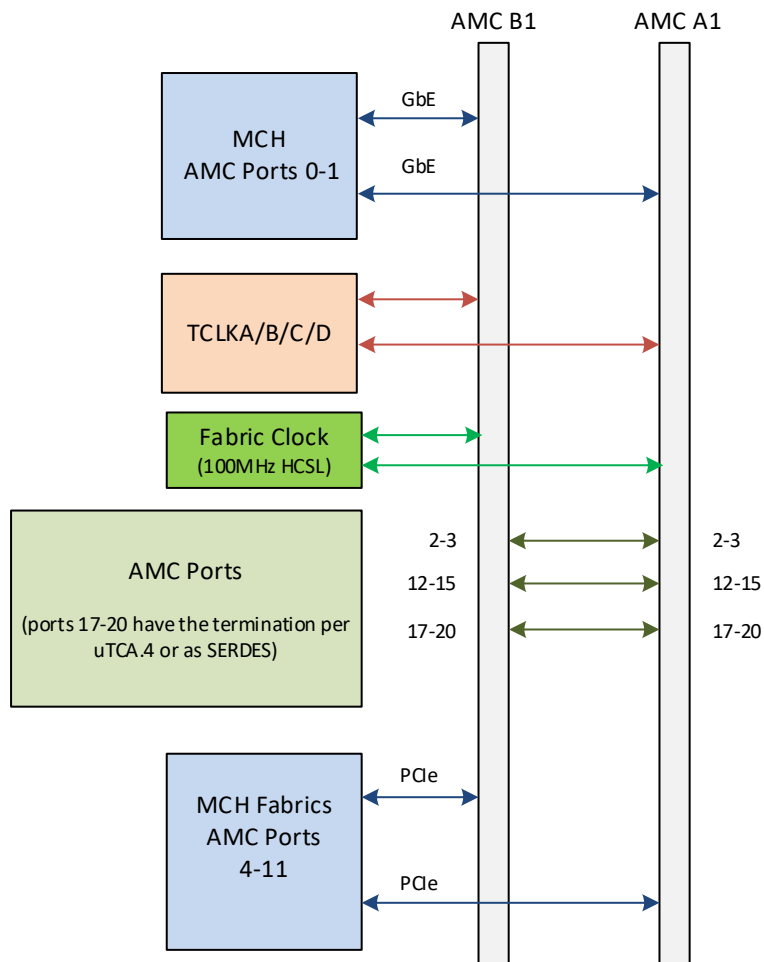 AMC B1
AMC A1
GbE
MCH
AMC Ports 0-1
GbE
TCLKA/B/C/D
Fabric Clock
(100MHz HCSL)
2-3
2-3
AMC Ports
12-15
12-15
(ports 17-20 have the termination per
uTCA.4 or as SERDES)
17-20
17-20
PCIe
MCH Fabrics
AMC Ports
4-11
PCIe